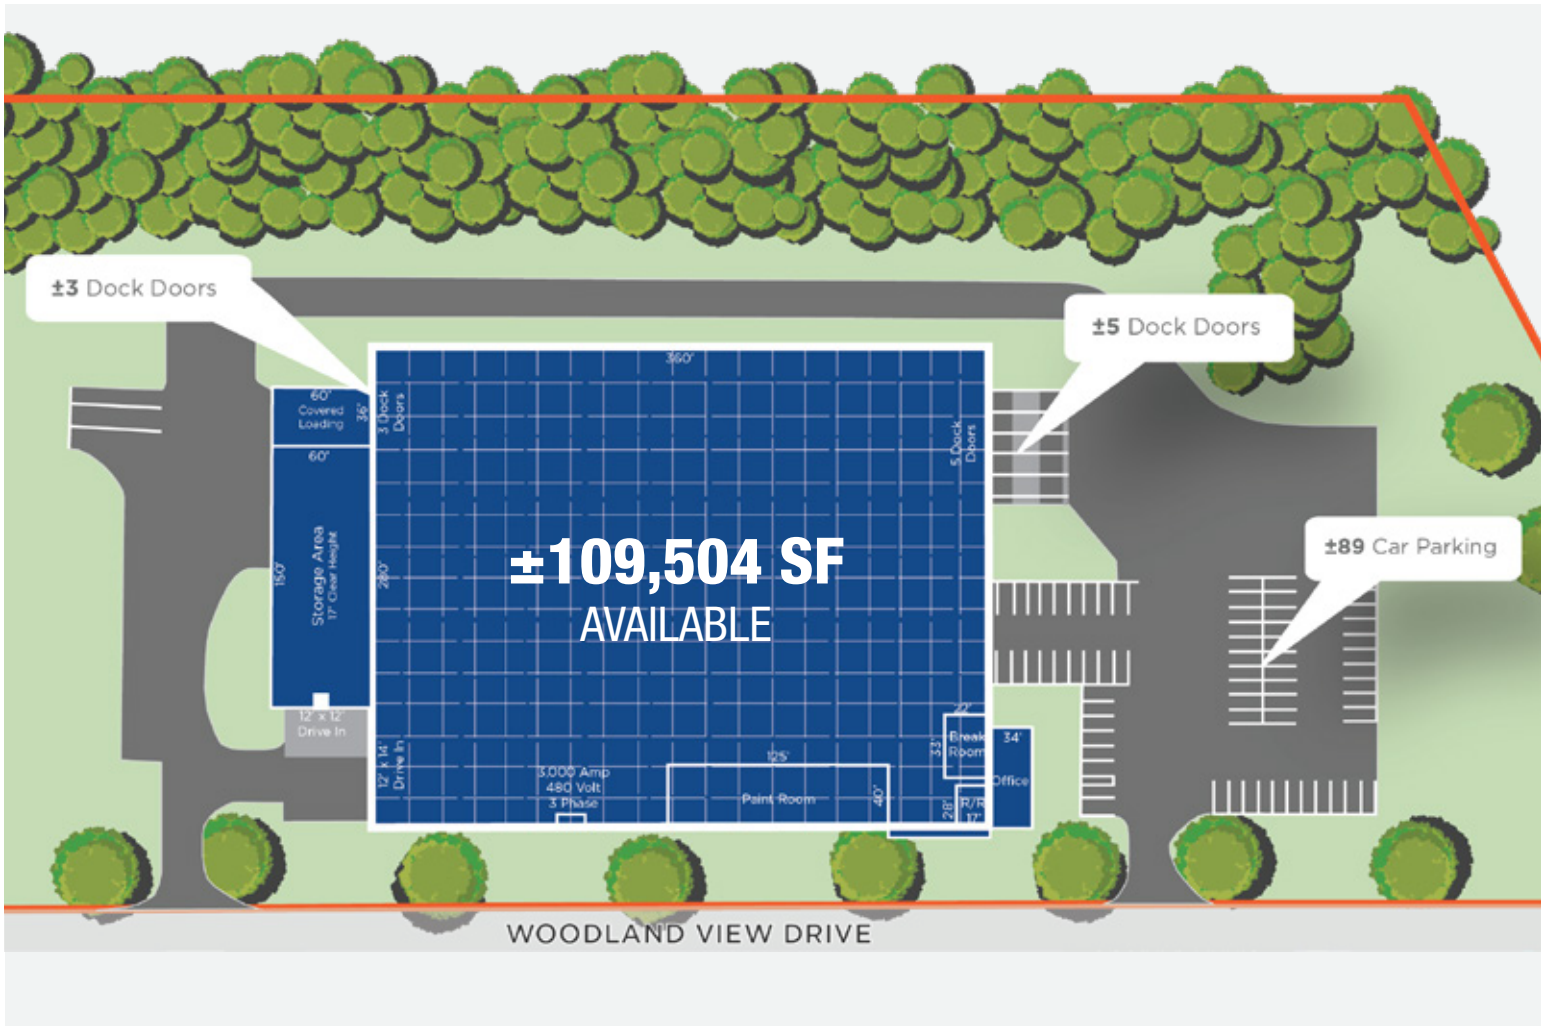 ±3 Dock Doors
±5 Dock Doors
360'
60'
Covered
Loading
36'
3 Dock
Doors
5 Dock
Doors
60'
Storage Area
17' Clear Height
150'
280'
±109,504 SF
AVAILABLE
±89 Car Parking
12' x 12'
Drive In
12' x 14'
Drive In
3,000 Amp
480 Volt
3 Phase
125'
Paint Room
40'
22'
Break
Room
33'
34'
Office
28'
R/R
17'
WOODLAND VIEW DRIVE